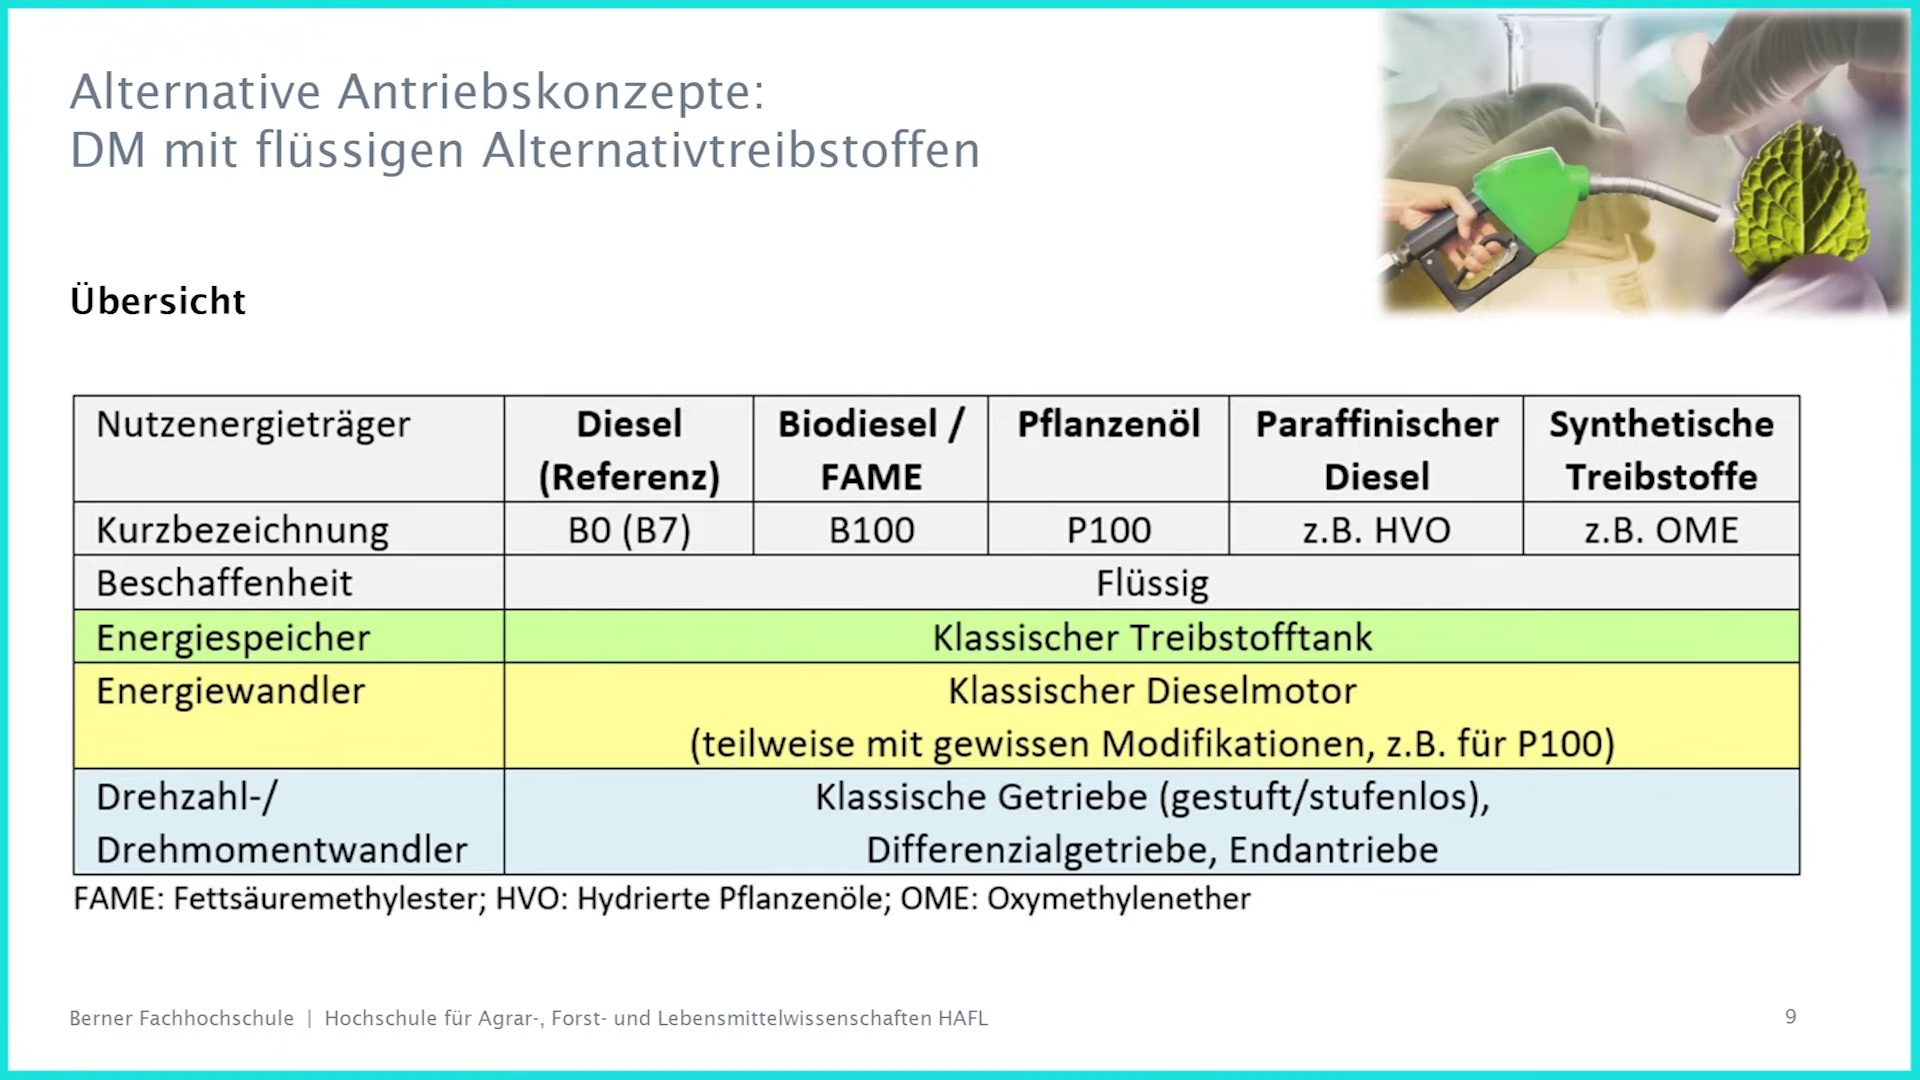 Alternative Antriebskonzepte:
DM mit flüssigen Alternativtreibstoffen
Übersicht
Nutzenergieträger Diesel (Referenz) Biodiesel / FAME Pflanzenöl Paraffinischer Diesel Synthetische Treibstoffe
Kurzbezeichnung B0 (B7) B100 P100 z.B. HVO z.B. OME
Beschaffenheit Flüssig
Energiespeicher Klassischer Treibstofftank
Energiewandler Klassischer Dieselmotor
(teilweise mit gewissen Modifikationen, z.B. für P100)
Drehzahl-/ Klassische Getriebe (gestuft/stufenlos),
Drehmomentwandler Differenzialgetriebe, Endantriebe
FAME: Fettsäuremethylester; HVO: Hydrierte Pflanzenöle; OME: Oxymethylenether
Berner Fachhochschule | Hochschule für Agrar-, Forst- und Lebensmittelwissenschaften HAFL 9